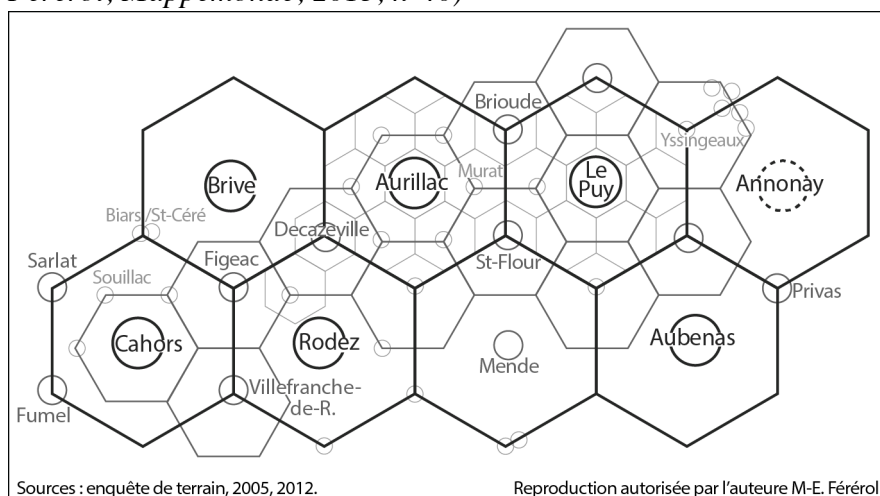 Brioude
Yssingeaux
Brive
Aurillac
Murat
Le
Puy
Annonay
Biars/St-Céré
Decazeville
Sarlat
Figeac
St-Flour
Souillac
Privas
Cahors
Rodez
Aubenas
Mende
Villefranche-
de-R.
Fumel
Sources : enquête de terrain, 2005, 2012.
Reproduction autorisée par l'auteure M-E. Férérol